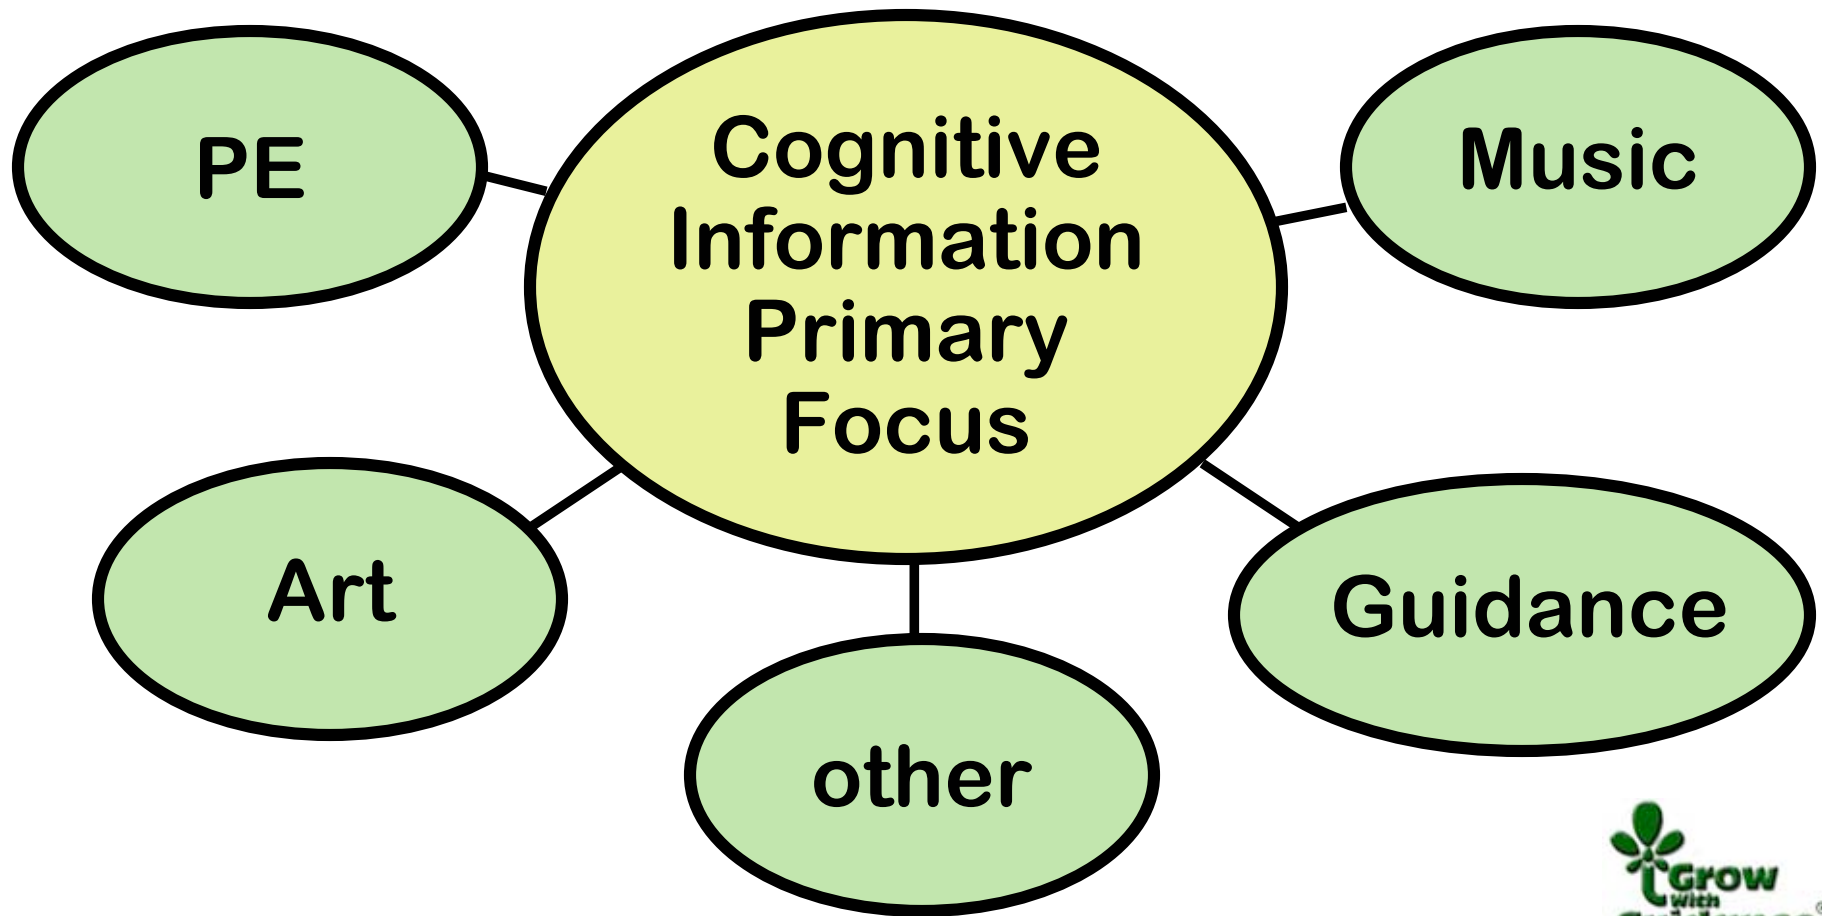 PE
Cognitive
Information
Primary
Focus
Music
Art
Guidance
other
Grow
With